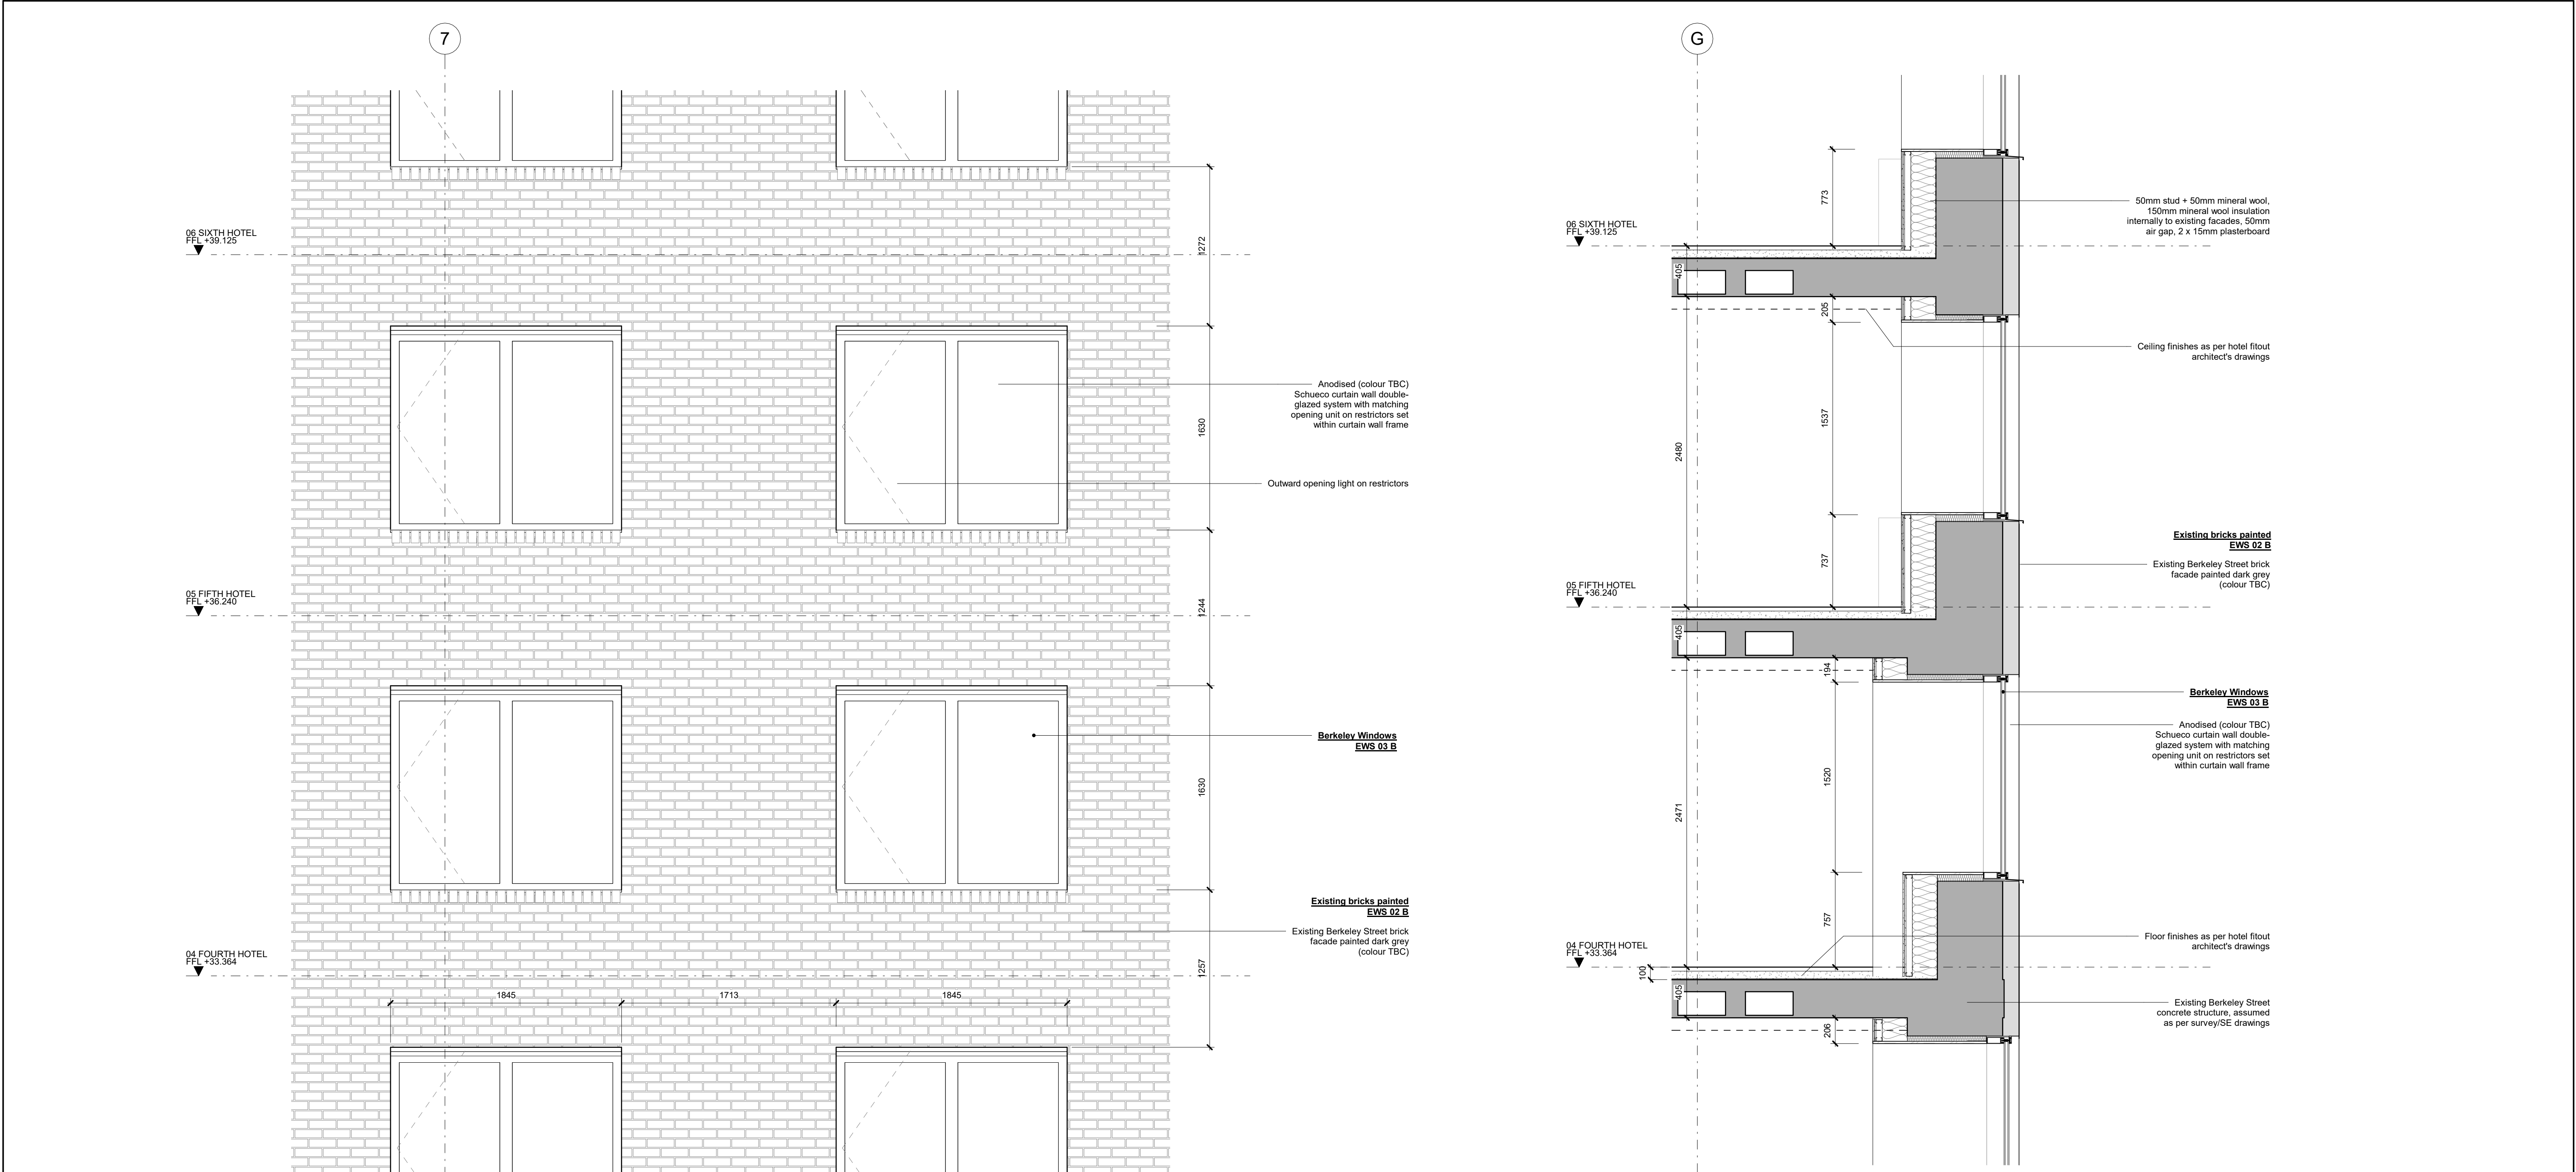 7
06 SIXTH HOTEL
FFL +39.125
1272
Anodised (colour TBC)
Schueco curtain wall double-
glazed system with matching
opening unit on restrictors set
within curtain wall frame
1630
Outward opening light on restrictors
05 FIFTH HOTEL
FFL +36.240
1244
Berkeley Windows
EWS 03 B
1630
Existing bricks painted
EWS 02 B
Existing Berkeley Street brick
facade painted dark grey
(colour TBC)
04 FOURTH HOTEL
FFL +33.364
1257
1845
1713
1845
G
773
50mm stud + 50mm mineral wool,
150mm mineral wool insulation
internally to existing facades, 50mm
air gap, 2 x 15mm plasterboard
06 SIXTH HOTEL
FFL +39.125
405
205
Ceiling finishes as per hotel fitout
architect's drawings
1537
2480
737
Existing bricks painted
EWS 02 B
Existing Berkeley Street brick
facade painted dark grey
(colour TBC)
05 FIFTH HOTEL
FFL +36.240
405
194
Berkeley Windows
EWS 03 B
Anodised (colour TBC)
Schueco curtain wall double-
glazed system with matching
opening unit on restrictors set
within curtain wall frame
1520
2471
757
Floor finishes as per hotel fitout
architect's drawings
04 FOURTH HOTEL
FFL +33.364
100
405
206
Existing Berkeley Street
concrete structure, assumed
as per survey/SE drawings